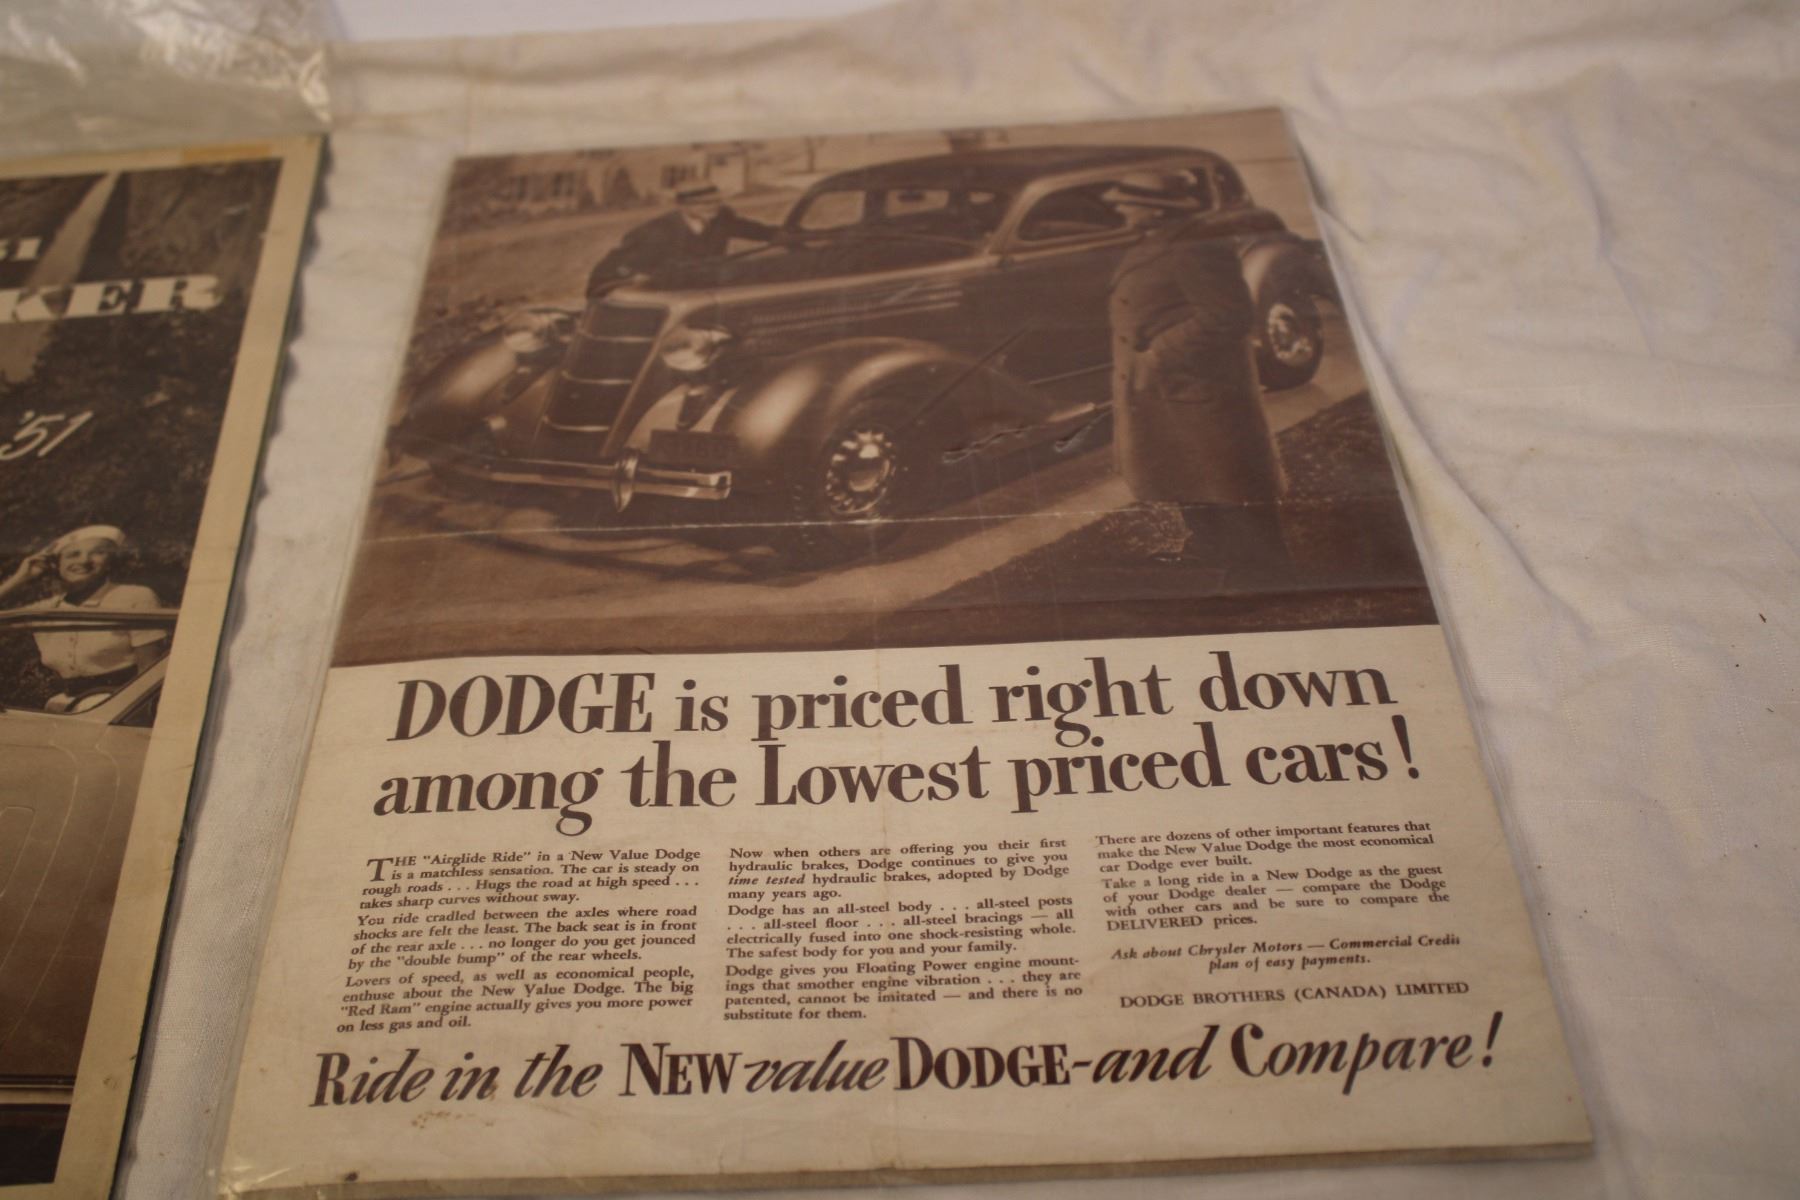 51
KER
'51
DODGE is priced right down
among the Lowest priced cars!
THE "Airglide Ride" in a New Value Dodge
is a matchless sensation. The car is steady on
rough roads . . . Hugs the road at high speed . . .
takes sharp curves without sway.
You ride cradled between the axles where road
shocks are felt the least. The back seat is in front
of the rear axle . . . no longer do you get jounced
by the "double bump" of the rear wheels.
Lovers of speed, as well as economical people,
enthuse about the New Value Dodge. The big
"Red Ram" engine actually gives you more power
on less gas and oil.
Now when others are offering you their first
hydraulic brakes, Dodge continues to give you
time tested hydraulic brakes, adopted by Dodge
many years ago.
Dodge has an all-steel body . . . all-steel posts
. . . all-steel floor . . . all-steel bracings — all
electrically fused into one shock-resisting whole.
The safest body for you and your family.
Dodge gives you Floating Power engine mount-
ings that smother engine vibration . . . they are
patented, cannot be imitated — and there is no
substitute for them.
There are dozens of other important features that
make the New Value Dodge the most economical
car Dodge ever built.
Take a long ride in a New Dodge as the guest
of your Dodge dealer — compare the Dodge
with other cars and be sure to compare the
DELIVERED prices.
Ask about Chrysler Motors — Commercial Credit
plan of easy payments.
DODGE BROTHERS (CANADA) LIMITED
Ride in the NEW-value DODGE-and Compare!